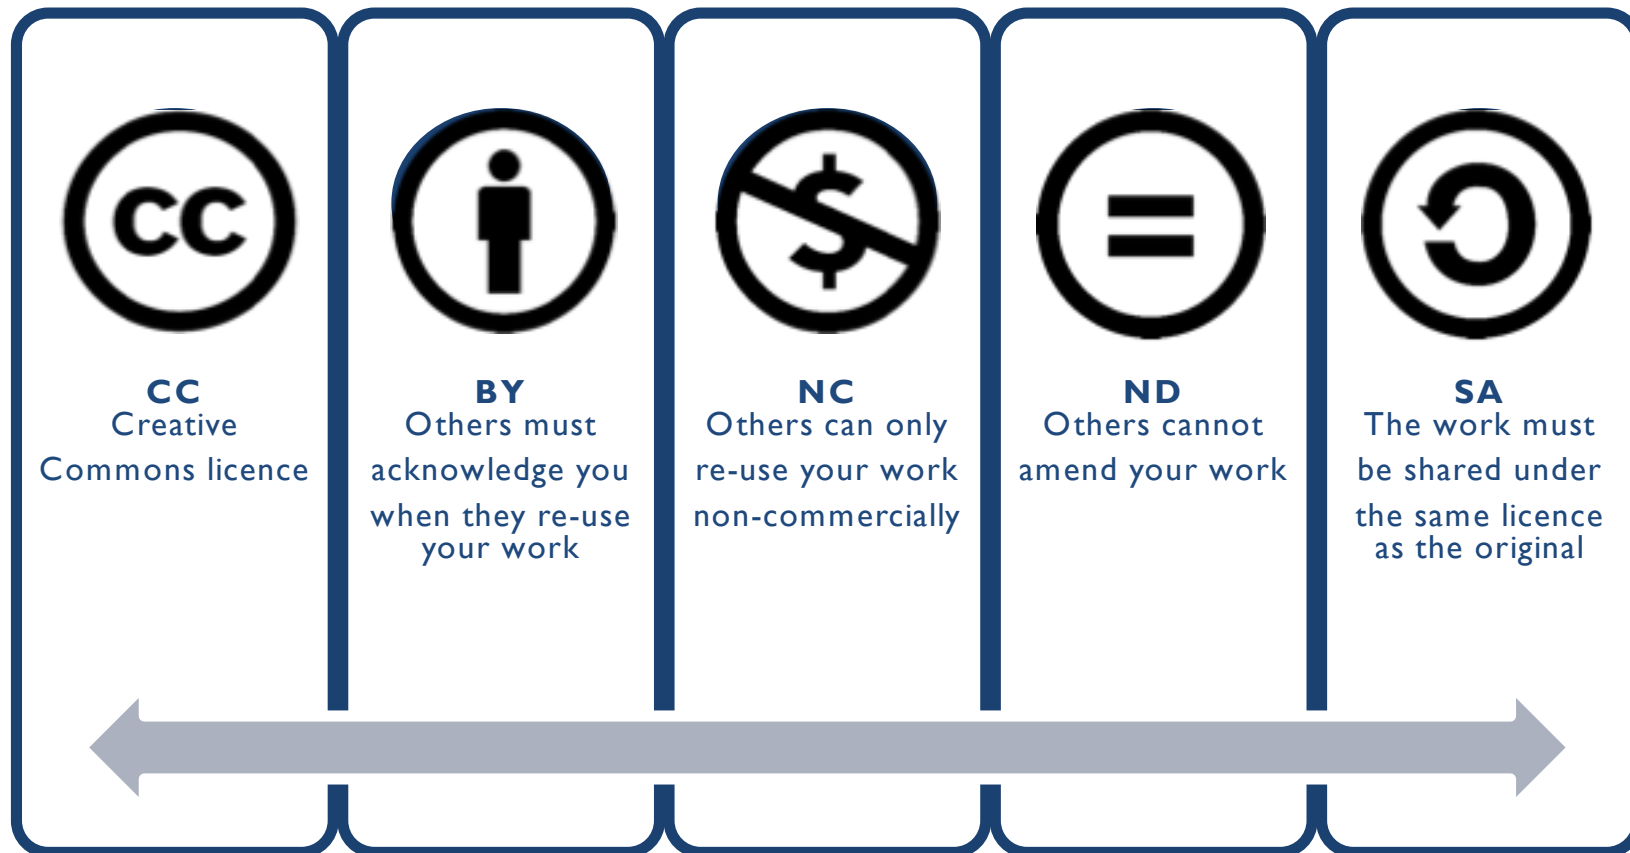 cc
CC
Creative
Commons licence
BY
Others must
acknowledge you
when they re-use
your work
$
NC
Others can only
re-use your work
non-commercially
=
ND
Others cannot
amend your work
SA
The work must
be shared under
the same licence
as the original